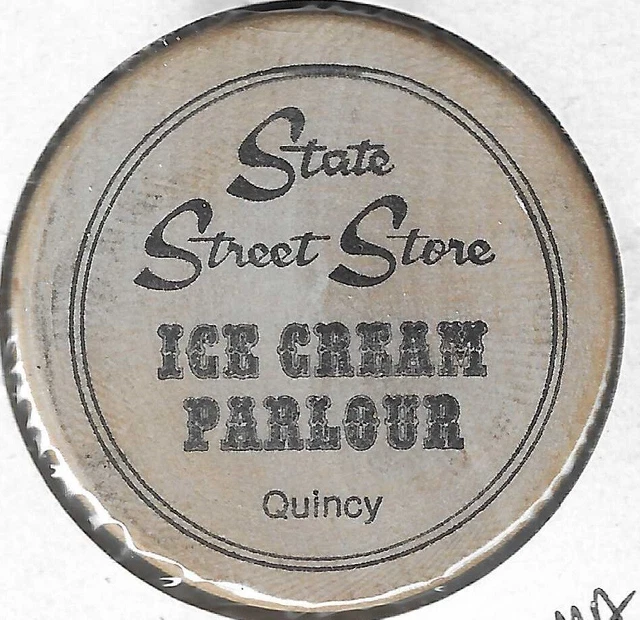 State
Street Store
ICE CREAM
PARLOUR
Quincy